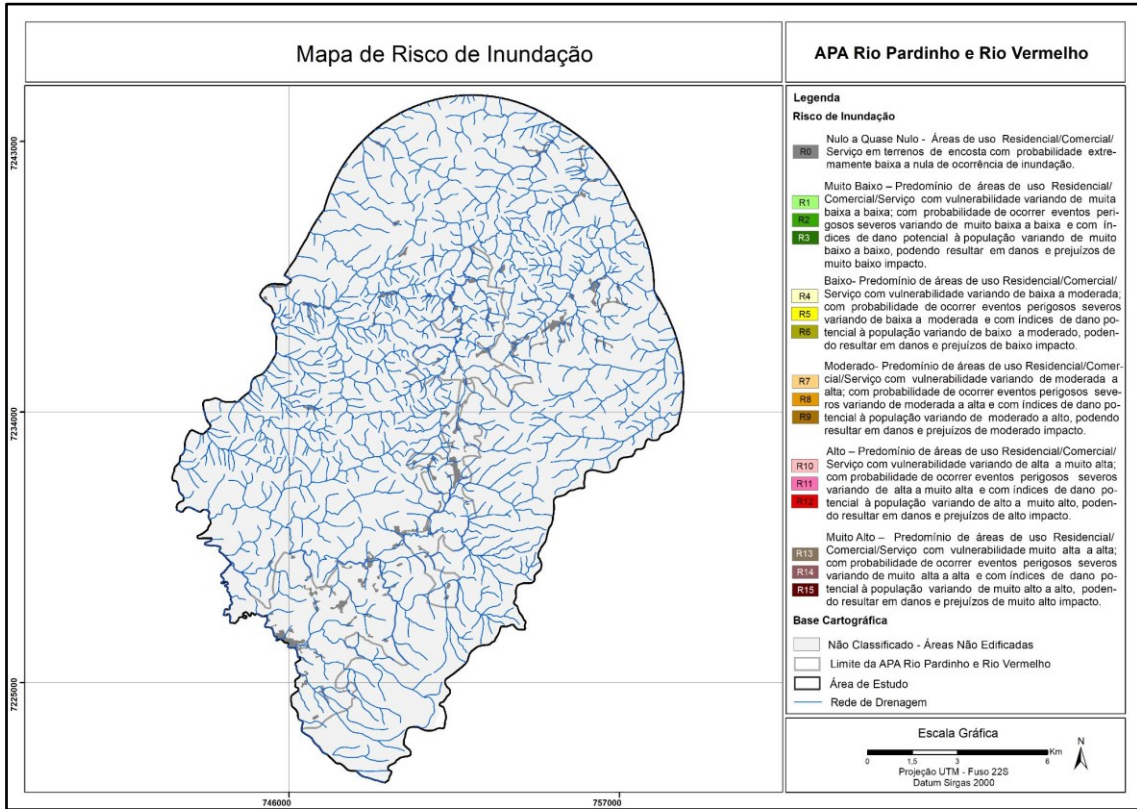 Mapa de Risco de Inundação
APA Rio Pardinho e Rio Vermelho
7243000
7234000
7225000
746000
757000
Legenda
Risco de Inundação
R0
Nulo a Quase Nulo - Áreas de uso Residencial/Comercial/
Serviço em terrenos de encosta com probabilidade extre-
mamente baixa a nula de ocorrência de inundação.
R1
R2
R3
Muito Baixo – Predomínio de áreas de uso Residencial/
Comercial/Serviço com vulnerabilidade variando de muita
baixa a baixa; com probabilidade de ocorrer eventos peri-
gosos severos variando de muito baixa a baixa e com ín-
dices de dano potencial à população variando de muito
baixo a baixo, podendo resultar em danos e prejuízos de
muito baixo impacto.
R4
R5
R6
Baixo- Predomínio de áreas de uso Residencial/Comercial/
Serviço com vulnerabilidade variando de baixa a moderada;
com probabilidade de ocorrer eventos perigosos severos
variando de baixa a moderada e com índices de dano po-
tencial à população variando de baixo a moderado, poden-
do resultar em danos e prejuízos de baixo impacto.
R7
R8
R9
Moderado- Predomínio de áreas de uso Residencial/Comer-
cial/Serviço com vulnerabilidade variando de moderada a
alta; com probabilidade de ocorrer eventos perigosos seve-
ros variando de moderada a alta e com índices de dano po-
tencial à população variando de moderado a alto, podendo
resultar em danos e prejuízos de moderado impacto.
R10
R11
R12
Alto – Predomínio de áreas de uso Residencial/Comercial/
Serviço com vulnerabilidade variando de alta a muito alta;
com probabilidade de ocorrer eventos perigosos severos
variando de alta a muito alta e com índices de dano po-
tencial à população variando de alto a muito alto, poden-
do resultar em danos e prejuízos de alto impacto.
R13
R14
R15
Muito Alto – Predomínio de áreas de uso Residencial/
Comercial/Serviço com vulnerabilidade muito alta a alta;
com probabilidade de ocorrer eventos perigosos severos
variando de muito alta a alta e com índices de dano po-
tencial à população variando de muito alto a alto, poden-
do resultar em danos e prejuízos de muito alto impacto.
Base Cartográfica
Não Classificado - Áreas Não Edificadas
Limite da APA Rio Pardinho e Rio Vermelho
Área de Estudo
Rede de Drenagem
Escala Gráfica
Km
0 1,5 3 6
N
Projeção UTM - Fuso 22S
Datum Sirgas 2000